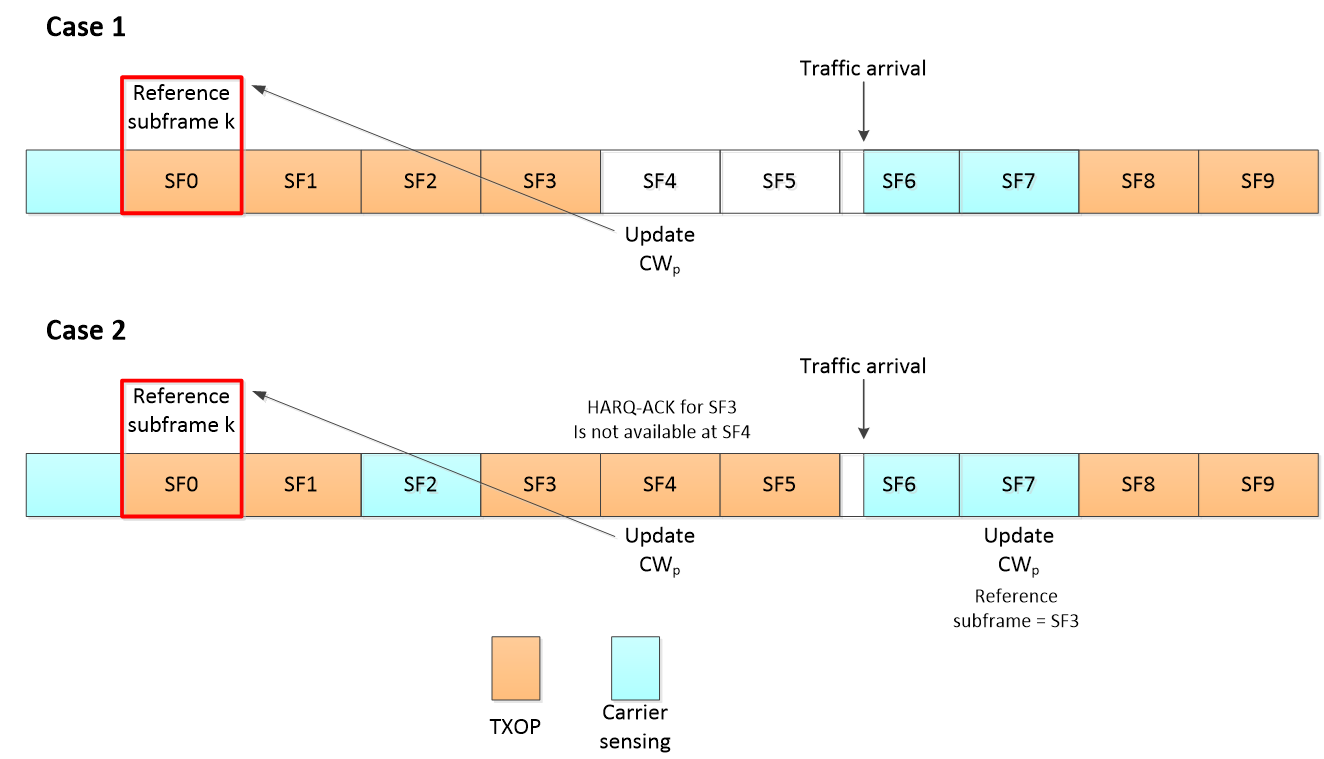 Case 1
Traffic arrival
Reference
subframe k
SF0 SF1 SF2 SF3 SF4 SF5 SF6 SF7 SF8 SF9
Update
CWp
Case 2
Traffic arrival
Reference
subframe k
HARQ-ACK for SF3
Is not available at SF4
SF0 SF1 SF2 SF3 SF4 SF5 SF6 SF7 SF8 SF9
Update
CWp
Update
CWp
Reference
subframe = SF3
TXOP
Carrier
sensing